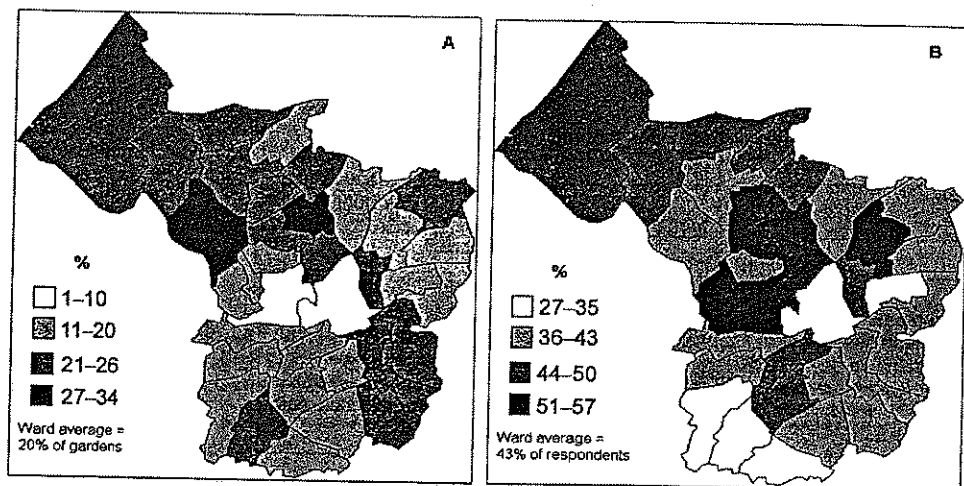 A
%
1–10
11–20
21–26
27–34
Ward average =
20% of gardens
B
%
27–35
36–43
44–50
51–57
Ward average =
43% of respondents